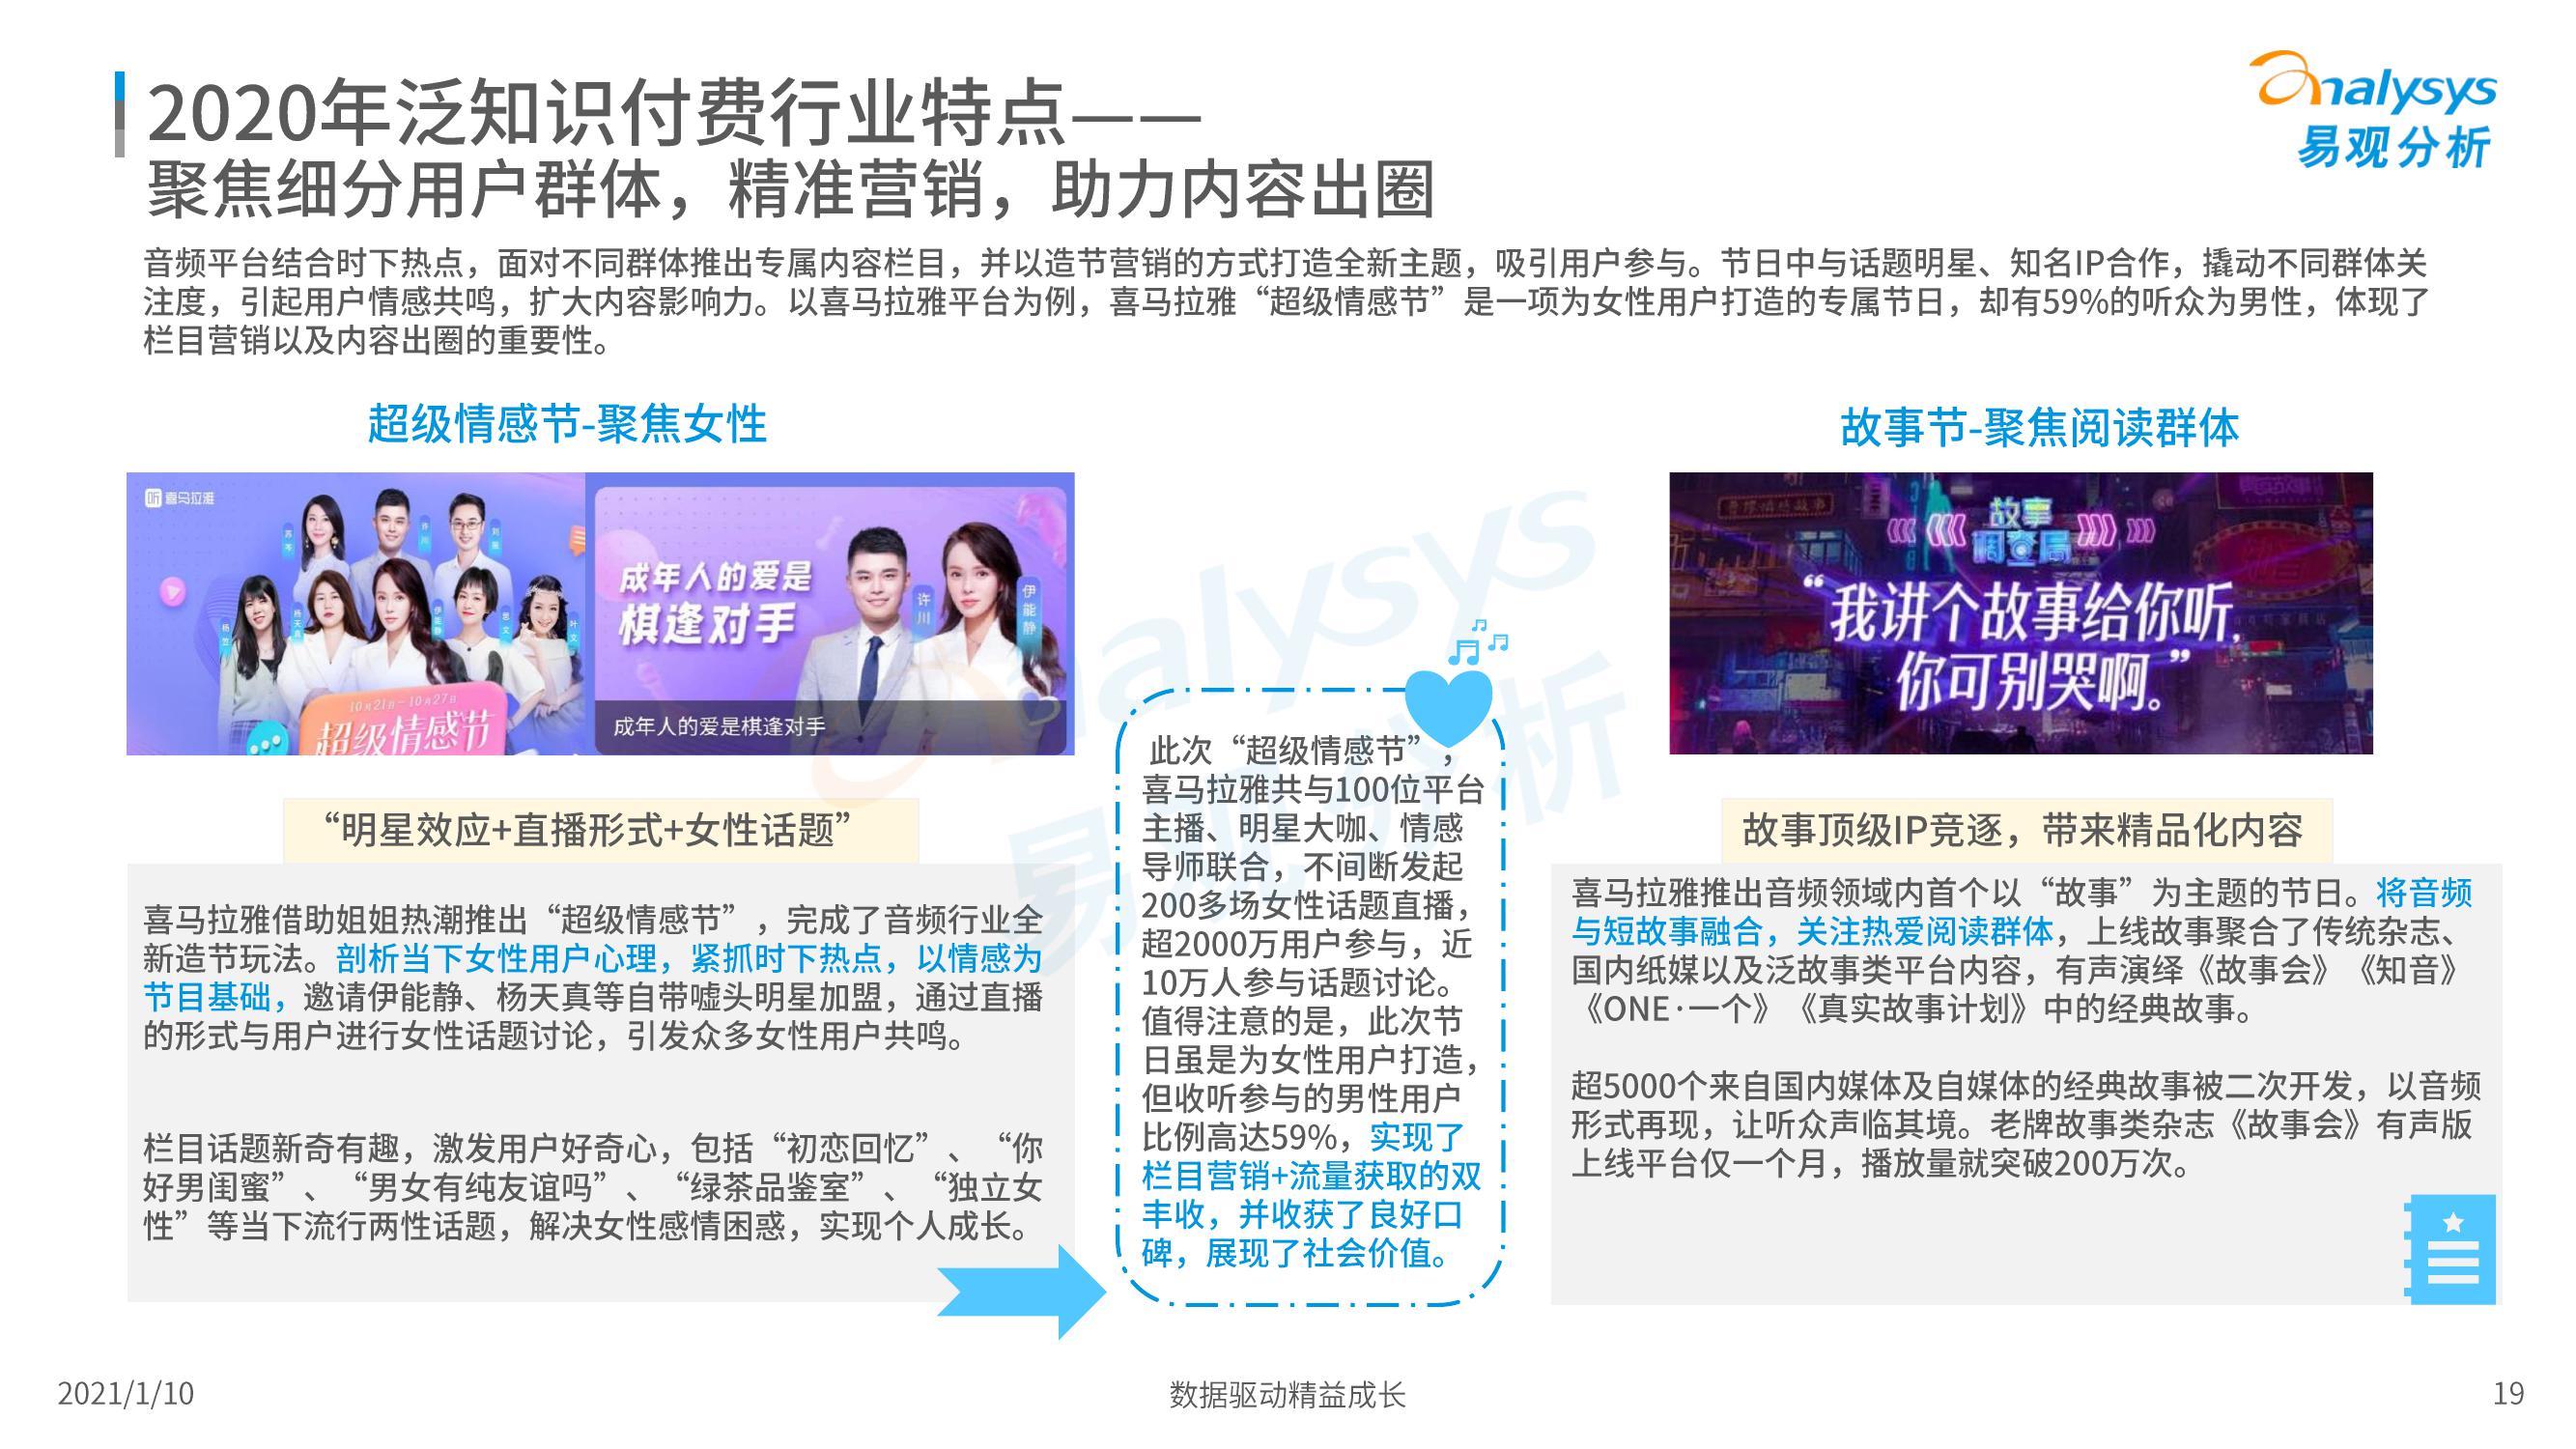 2020年泛知识付费行业特点——
聚焦细分用户群体，精准营销，助力内容出圈
analysys
易观分析
音频平台结合时下热点，面对不同群体推出专属内容栏目，并以造节营销的方式打造全新主题，吸引用户参与。节日中与话题明星、知名IP合作，撬动不同群体关
注度，引起用户情感共鸣，扩大内容影响力。以喜马拉雅平台为例，喜马拉雅“超级情感节”是一项为女性用户打造的专属节日，却有59%的听众为男性，体现了
栏目营销以及内容出圈的重要性。
超级情感节-聚焦女性
听 喜马拉雅
苏芩
许川
杨天真
伊能静
思文
叶文
10月21日-10月27日
超级情感节
成年人的爱是
棋逢对手
许川
伊能静
成年人的爱是棋逢对手
“明星效应+直播形式+女性话题”
喜马拉雅借助姐姐热潮推出“超级情感节”，完成了音频行业全
新造节玩法。剖析当下女性用户心理，紧抓时下热点，以情感为
节目基础，邀请伊能静、杨天真等自带噱头明星加盟，通过直播
的形式与用户进行女性话题讨论，引发众多女性用户共鸣。
栏目话题新奇有趣，激发用户好奇心，包括“初恋回忆”、“你
好男闺蜜”、“男女有纯友谊吗”、“绿茶品鉴室”、“独立女
性”等当下流行两性话题，解决女性感情困惑，实现个人成长。
此次“超级情感节”，
喜马拉雅共与100位平台
主播、明星大咖、情感
导师联合，不间断发起
200多场女性话题直播，
超2000万用户参与，近
10万人参与话题讨论。
值得注意的是，此次节
日虽是为女性用户打造，
但收听参与的男性用户
比例高达59%，实现了
栏目营销+流量获取的双
丰收，并收获了良好口
碑，展现了社会价值。
故事节-聚焦阅读群体
故事
调查局
“我讲个故事给你听,
你可别哭啊。”
故事顶级IP竞逐，带来精品化内容
喜马拉雅推出音频领域内首个以“故事”为主题的节日。将音频
与短故事融合，关注热爱阅读群体，上线故事聚合了传统杂志、
国内纸媒以及泛故事类平台内容，有声演绎《故事会》《知音》
《ONE·一个》《真实故事计划》中的经典故事。
超5000个来自国内媒体及自媒体的经典故事被二次开发，以音频
形式再现，让听众声临其境。老牌故事类杂志《故事会》有声版
上线平台仅一个月，播放量就突破200万次。
analysys
易观分析
2021/1/10
数据驱动精益成长
19